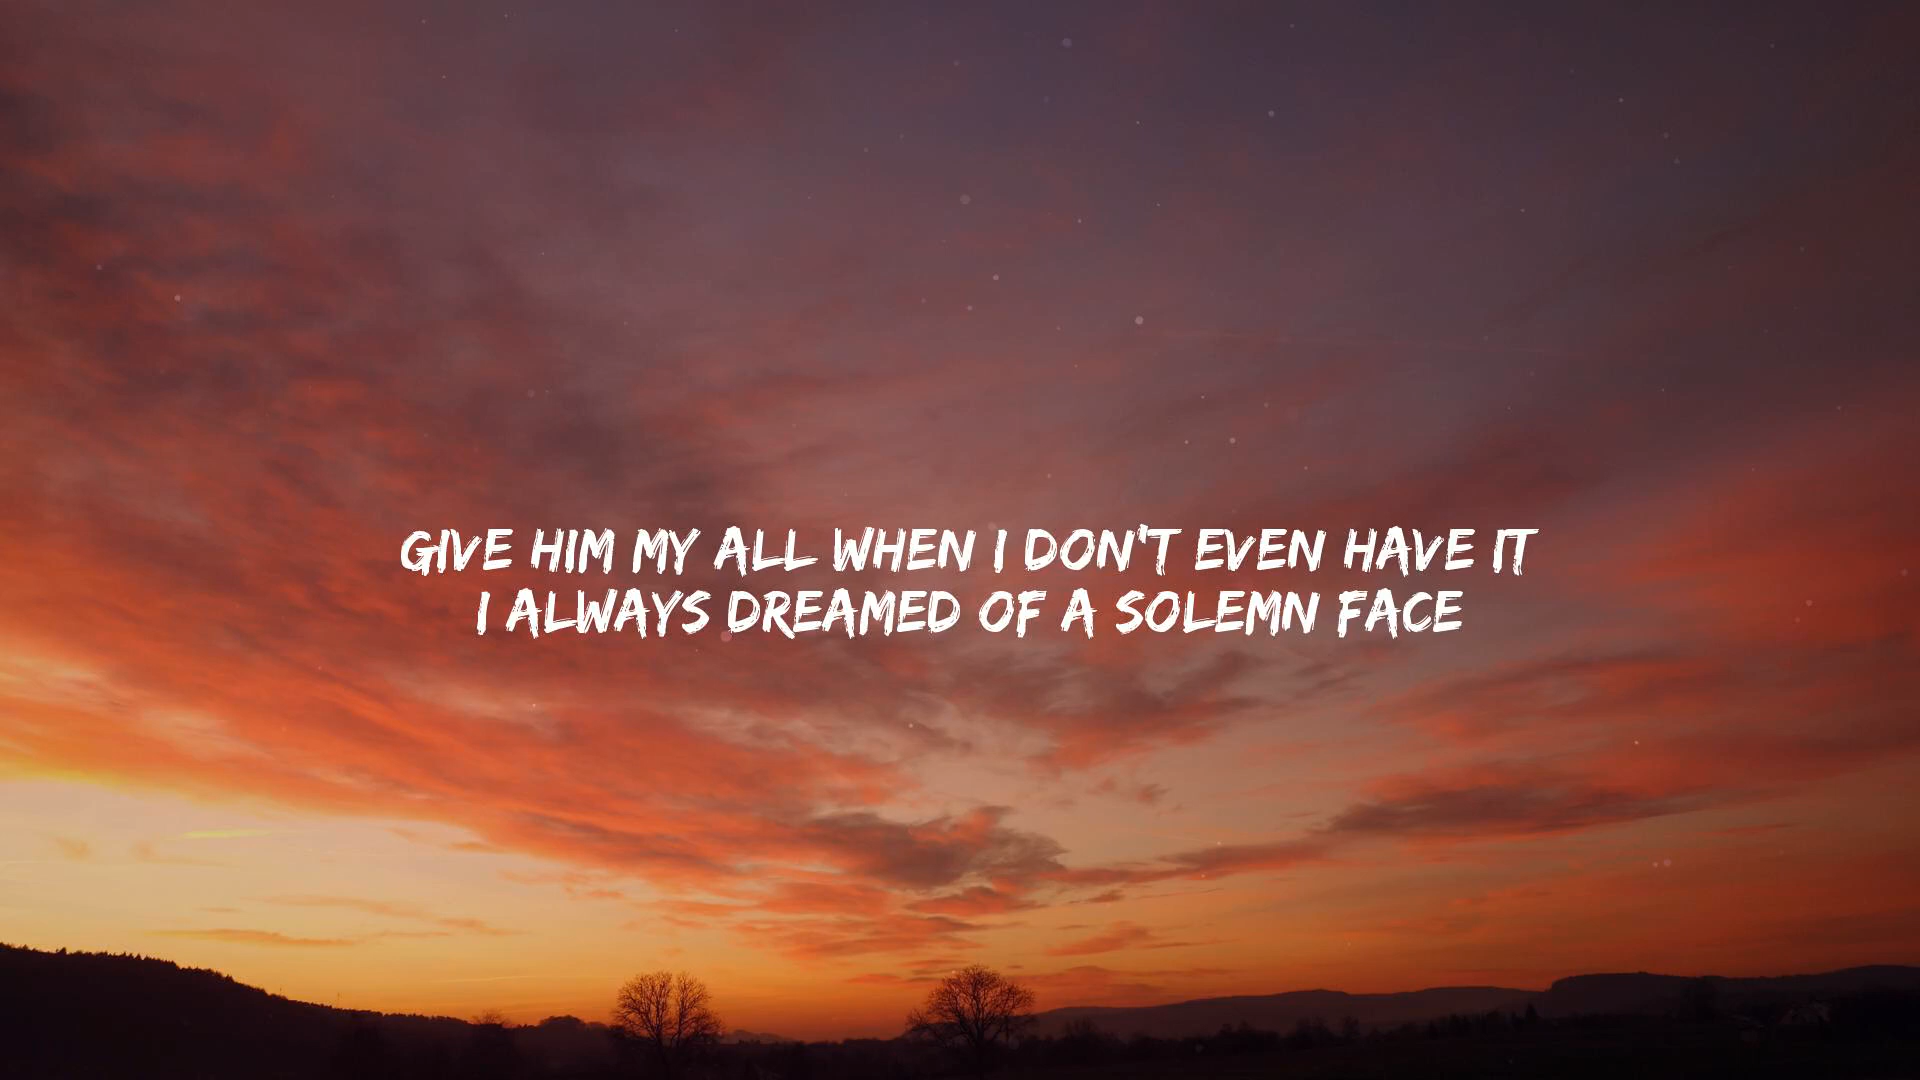 GIVE HIM MY ALL WHEN I DON'T EVEN HAVE IT
I ALWAYS DREAMED OF A SOLEMN FACE